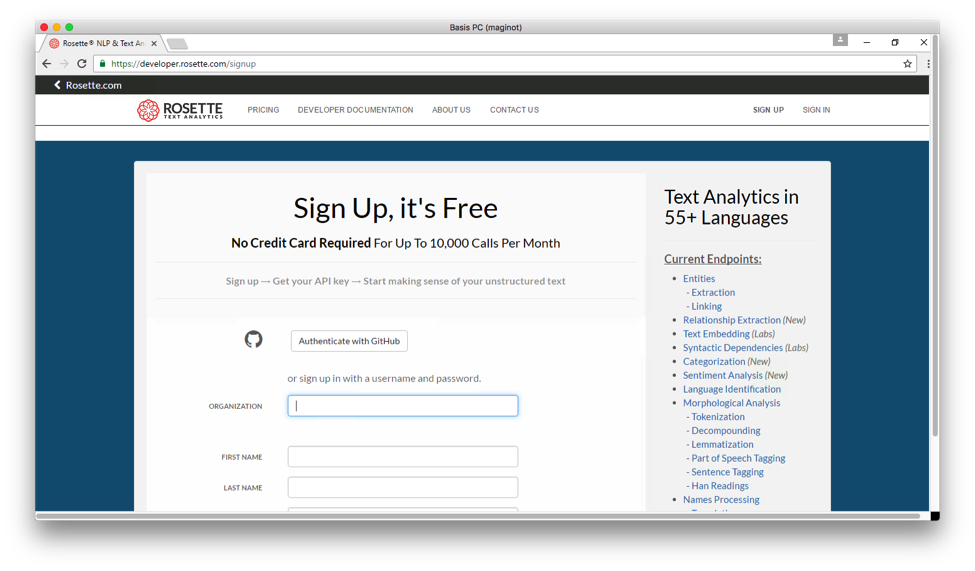 Basis PC (maginot)
Rosette® NLP & Text An
https://developer.rosette.com/signup
Rosette.com
ROSETTE
TEXT ANALYTICS
PRICING
DEVELOPER DOCUMENTATION
ABOUT US
CONTACT US
SIGN UP
SIGN IN
Sign Up, it's Free
No Credit Card Required For Up To 10,000 Calls Per Month
Sign up → Get your API key → Start making sense of your unstructured text
Authenticate with GitHub
or sign up in with a username and password.
ORGANIZATION
FIRST NAME
LAST NAME
Text Analytics in
55+ Languages
Current Endpoints:
Entities
- Extraction
- Linking
Relationship Extraction (New)
Text Embedding (Labs)
Syntactic Dependencies (Labs)
Categorization (New)
Sentiment Analysis (New)
Language Identification
Morphological Analysis
- Tokenization
- Decompounding
- Lemmatization
- Part of Speech Tagging
- Sentence Tagging
- Han Readings
Names Processing